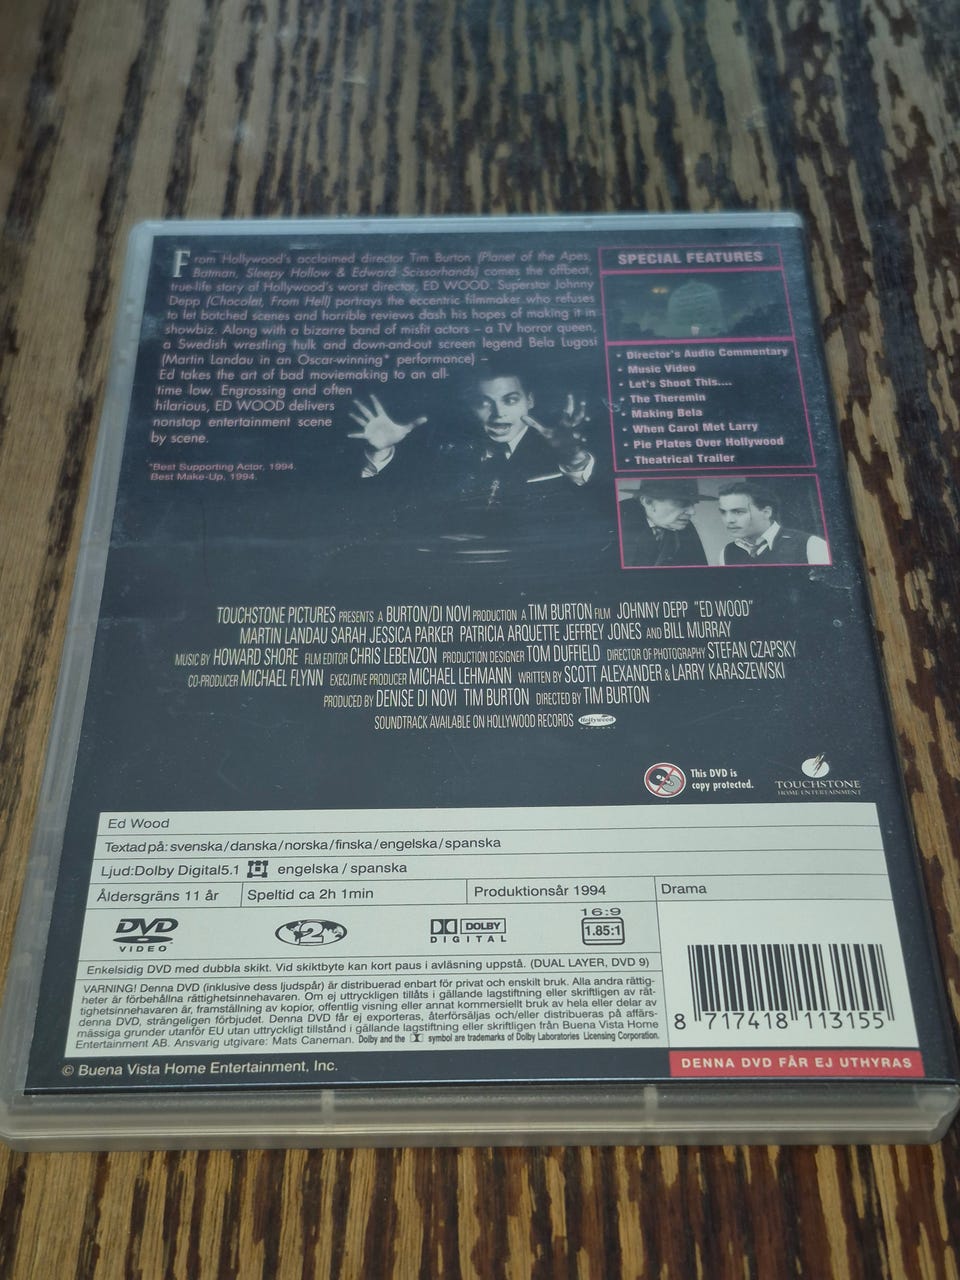 From Hollywood's acclaimed director Tim Burton (Planet of the Apes,
Batman, Sleepy Hollow & Edward Scissorhands) comes the offbeat,
true-life story of Hollywood's worst director, ED WOOD. Superstar Johnny
Depp (Chocolat, From Hell) portrays the eccentric filmmaker who refuses
to let botched scenes and horrible reviews dash his hopes of making it in
showbiz. Along with a bizarre band of misfit actors – a TV horror queen,
a Swedish wrestling hulk and down-and-out screen legend Bela Lugosi
(Martin Landau in an Oscar-winning* performance) –
Ed takes the art of bad moviemaking to an all-
time low. Engrossing and often
hilarious, ED WOOD delivers
nonstop entertainment scene
by scene.
*Best Supporting Actor, 1994.
Best Make-Up, 1994.
SPECIAL FEATURES
• Director's Audio Commentary
• Music Video
• Let's Shoot This....
• The Theremin
• Making Bela
• When Carol Met Larry
• Pie Plates Over Hollywood
• Theatrical Trailer
TOUCHSTONE PICTURES PRESENTS A BURTON/DI NOVI PRODUCTION A TIM BURTON FILM JOHNNY DEPP "ED WOOD"
MARTIN LANDAU SARAH JESSICA PARKER PATRICIA ARQUETTE JEFFREY JONES AND BILL MURRAY
MUSIC BY HOWARD SHORE FILM EDITOR CHRIS LEBENZON PRODUCTION DESIGNER TOM DUFFIELD DIRECTOR OF PHOTOGRAPHY STEFAN CZAPSKY
CO-PRODUCER MICHAEL FLYNN EXECUTIVE PRODUCER MICHAEL LEHMANN WRITTEN BY SCOTT ALEXANDER & LARRY KARASZEWSKI
PRODUCED BY DENISE DI NOVI TIM BURTON DIRECTED BY TIM BURTON
SOUNDTRACK AVAILABLE ON HOLLYWOOD RECORDS Hollywood RECORDS
This DVD is
copy protected.
TOUCHSTONE
HOME ENTERTAINMENT
Ed Wood
Textad på: svenska/danska/norska/finska/engelska/spanska
Ljud:Dolby Digital5.1 engelska / spanska
Åldersgräns 11 år Speltid ca 2h 1min Produktionsår 1994 Drama
DVD VIDEO
2
DOLBY DIGITAL
16:9
1.85:1
Enkelsidig DVD med dubbla skikt. Vid skiktbyte kan kort paus i avläsning uppstå. (DUAL LAYER, DVD 9)
VARNING! Denna DVD (inklusive dess ljudspår) är distribuerad enbart för privat och enskilt bruk. Alla andra rättig-
heter är förbehållna rättighetsinnehavaren. Om ej uttryckligen tillåts i gällande lagstiftning eller skriftligen av rät-
tighetsinnehavaren är, framställning av kopior, offentlig visning eller annat kommersiellt bruk av hela eller delar av
denna DVD, strängeligen förbjudet. Denna DVD får ej exporteras, återförsäljas och/eller distribueras på affärs-
mässiga grunder utanför EU utan uttryckligt tillstånd i gällande lagstiftning eller skriftligen från Buena Vista Home
Entertainment AB. Ansvarig utgivare: Mats Caneman. Dolby and the symbol are trademarks of Dolby Laboratories Licensing Corporation.
8 717418 113155
© Buena Vista Home Entertainment, Inc.
DENNA DVD FÅR EJ UTHYRAS